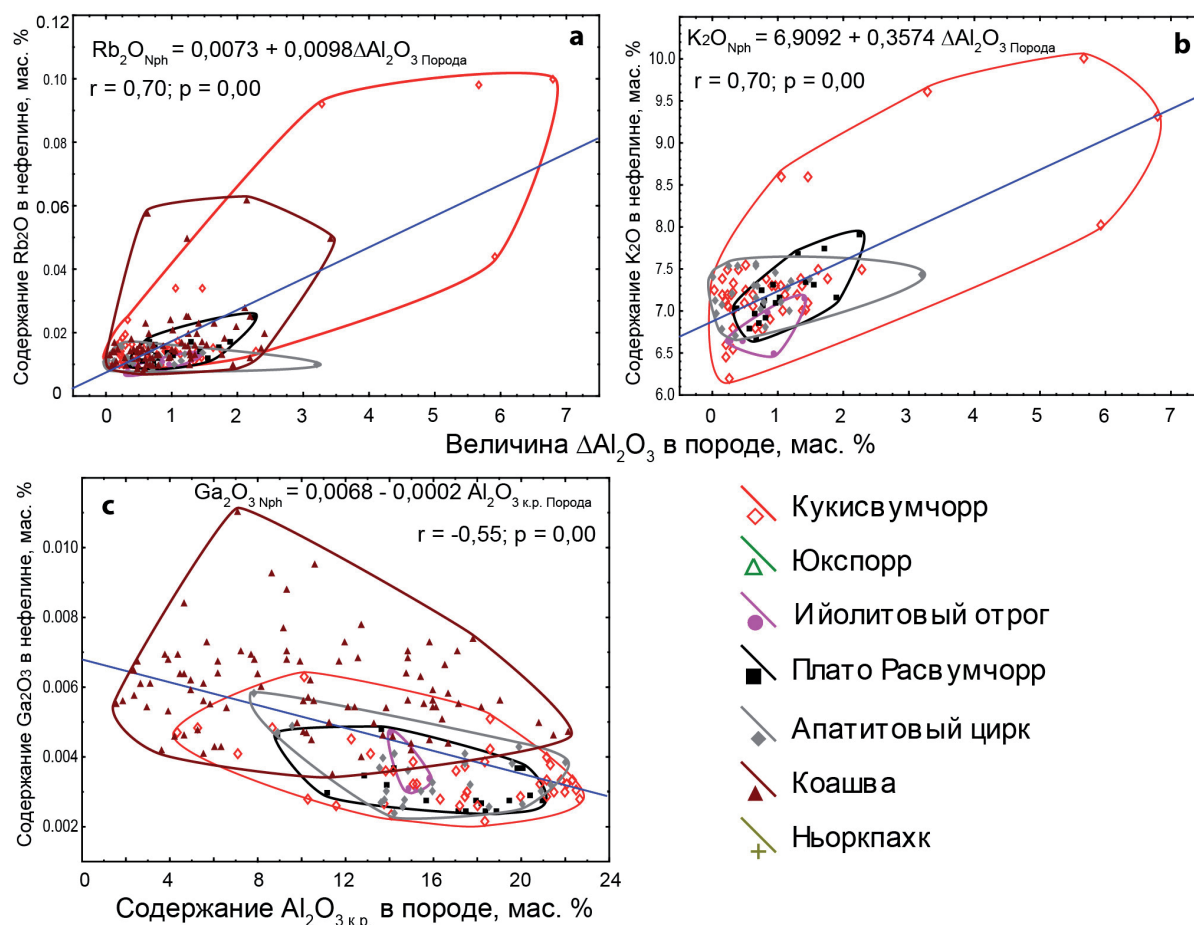 a
Rb2O Nph = 0,0073 + 0,0098ΔAl2O3 Порода
r = 0,70; p = 0,00
Содержание Rb2O в нефелине, мас. %
0.12
0.10
0.08
0.06
0.04
0.02
0
0 1 2 3 4 5 6 7
b
K2O Nph = 6,9092 + 0,3574 ΔAl2O3 Порода
r = 0,70; p = 0,00
Содержание K2O в нефелине, мас. %
10.0
9.5
9.0
8.5
8.0
7.5
7.0
6.5
6.0
0 1 2 3 4 5 6 7
Величина ΔAl2O3 в породе, мас. %
c
Ga2O3 Nph = 0,0068 - 0,0002 Al2O3 к.р. Порода
r = -0,55; p = 0,00
Содержание Ga2O3 в нефелине, мас. %
0.010
0.008
0.006
0.004
0.002
0 4 8 12 16 20 24
Содержание Al2O3 к.р. в породе, мас. %
Кукисвумчорр
Юкспорр
Ийолитовый отрог
Плато Расвумчорр
Апатитовый цирк
Коашва
Ньоркпахк